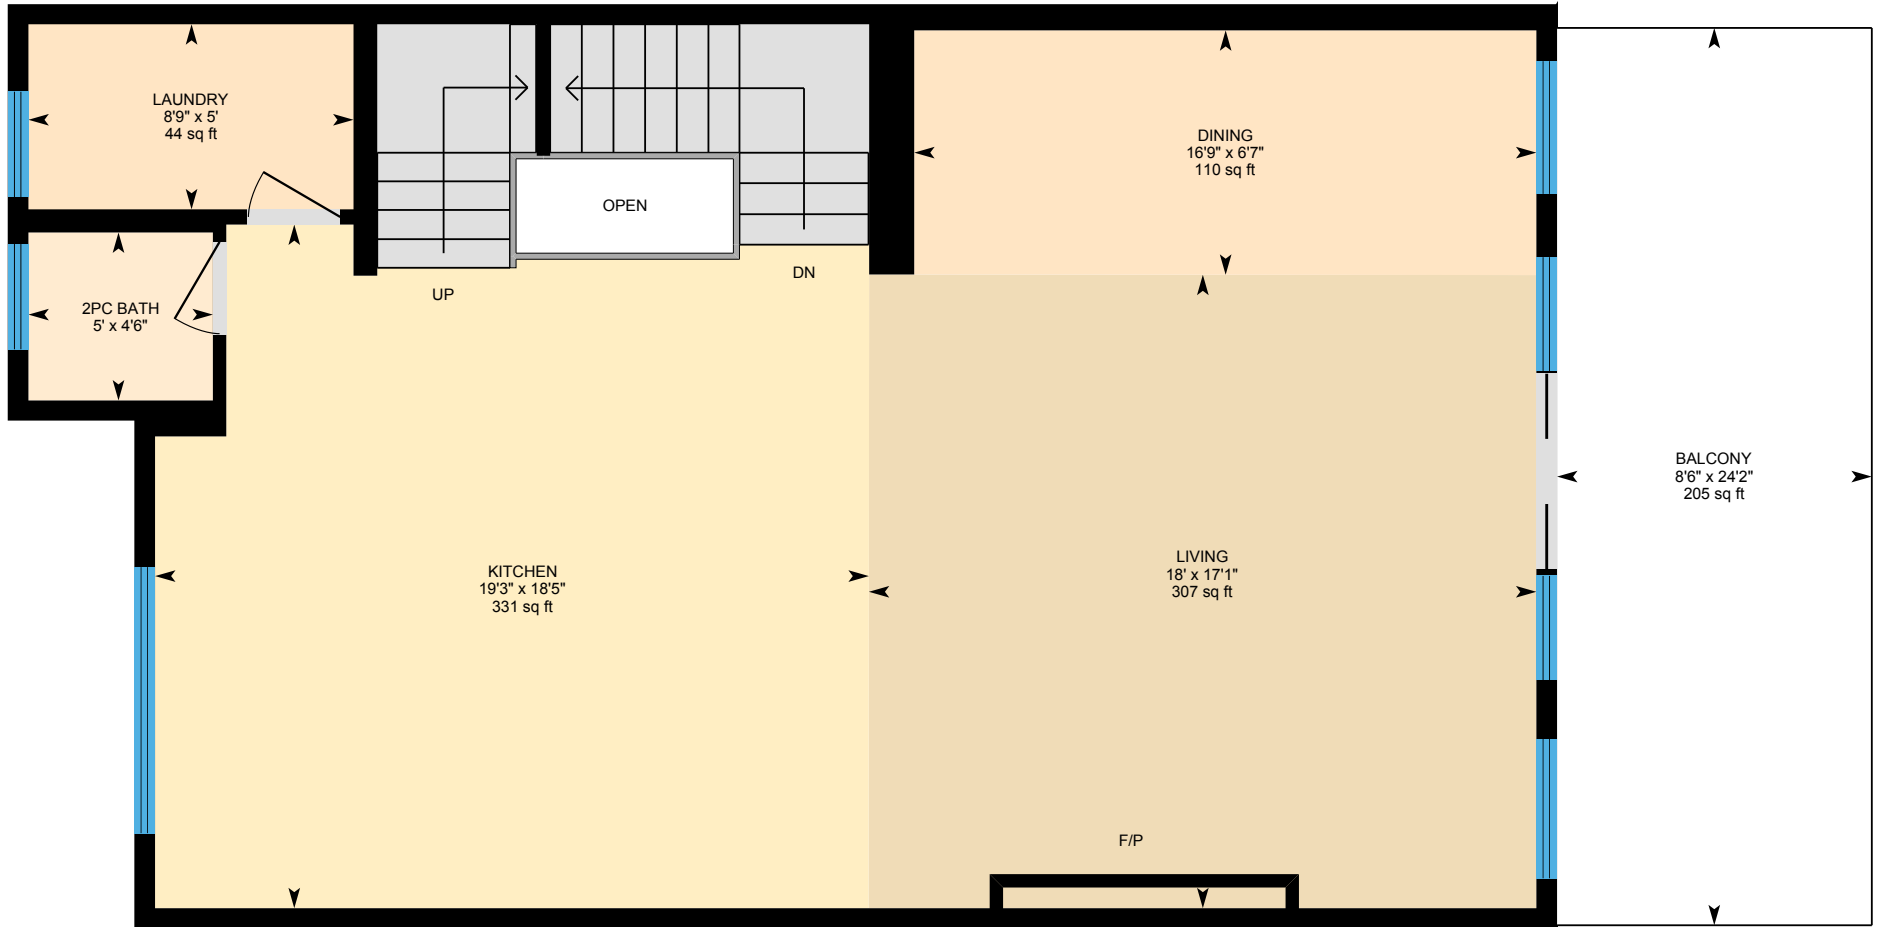 LAUNDRY
8'9" x 5'
44 sq ft
DINING
16'9" x 6'7"
110 sq ft
OPEN
DN
UP
2PC BATH
5' x 4'6"
BALCONY
8'6" x 24'2"
205 sq ft
KITCHEN
19'3" x 18'5"
331 sq ft
LIVING
18' x 17'1"
307 sq ft
F/P